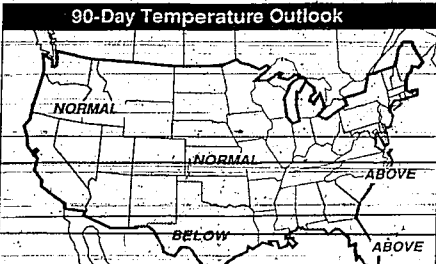 90-Day Temperature Outlook
NORMAL
NORMAL
ABOVE
BELOW
ABOVE